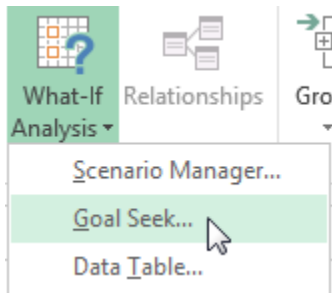 What-If Relationships Gro
Analysis
Scenario Manager...
Goal Seek...
Data Table...